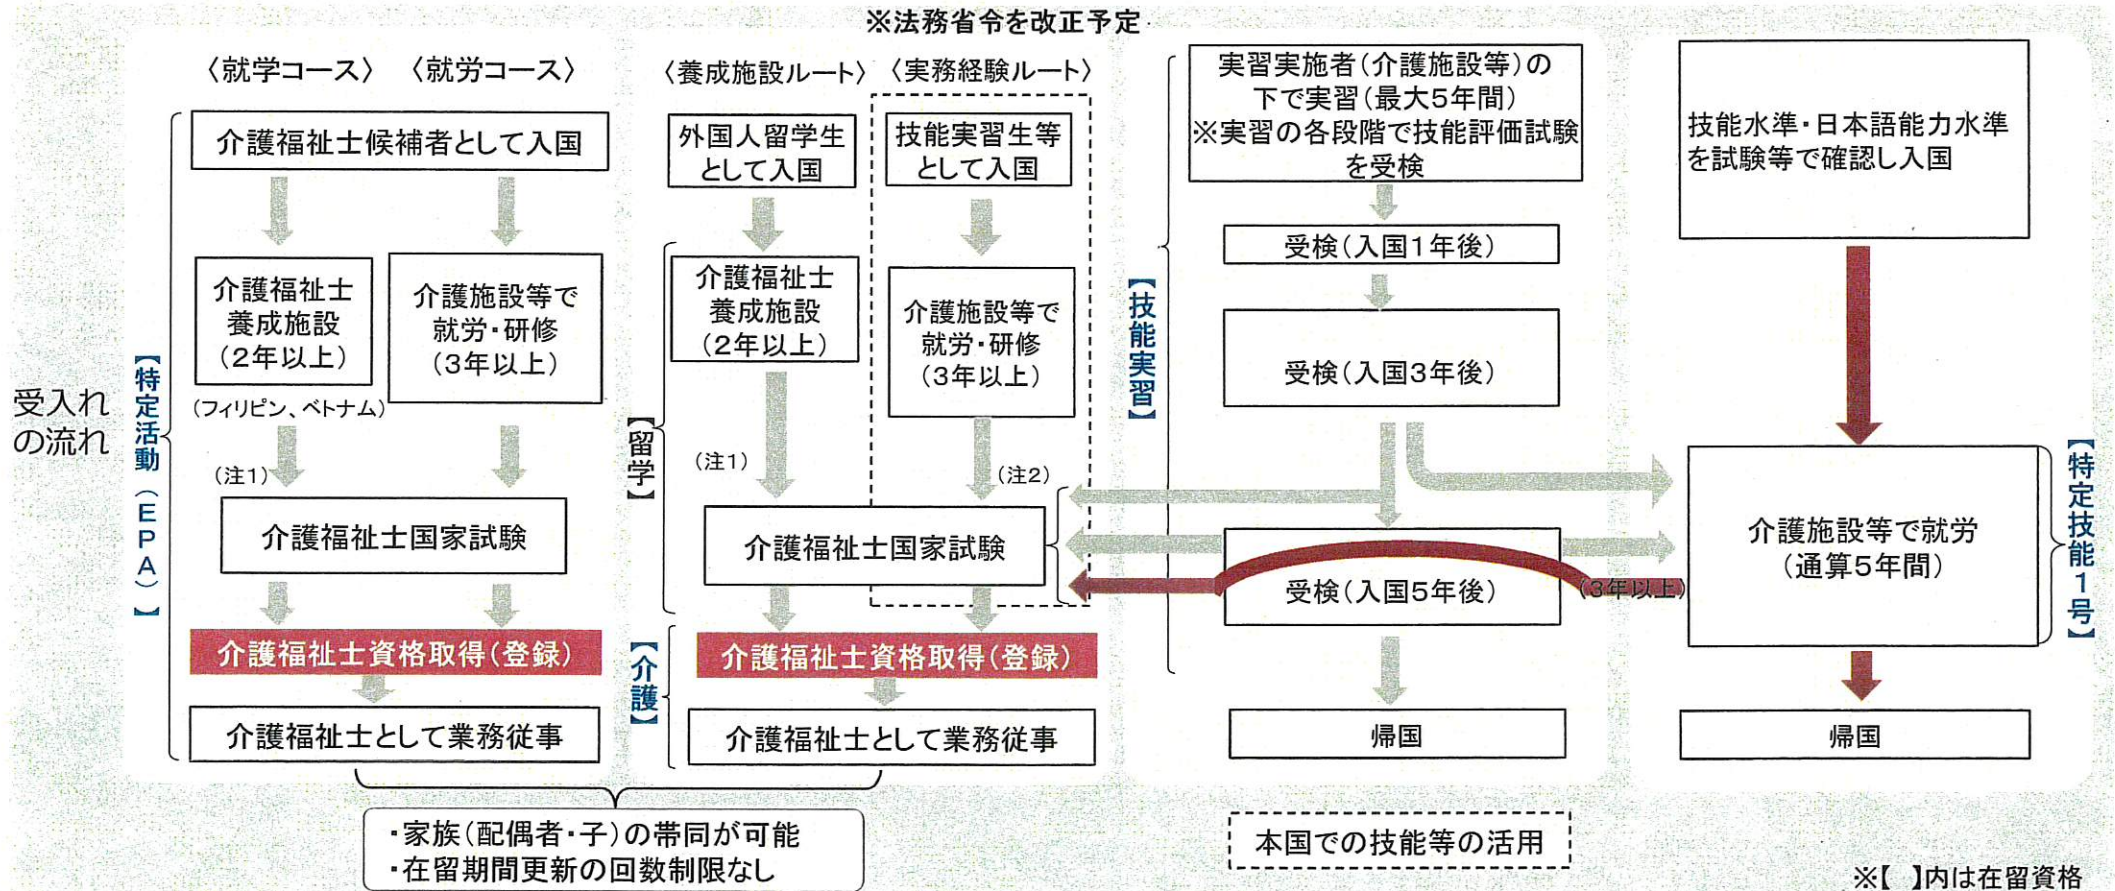 ※法務省令を改正予定
受入れ
の流れ
〈就学コース〉
〈就労コース〉
【特定活動（EPA）】
介護福祉士候補者として入国
介護福祉士
養成施設
（2年以上）
（フィリピン、ベトナム）
介護施設等で
就労・研修
（3年以上）
（注1）
介護福祉士国家試験
介護福祉士資格取得（登録）
介護福祉士として業務従事
〈養成施設ルート〉
〈実務経験ルート〉
外国人留学生
として入国
技能実習生等
として入国
【留学】
介護福祉士
養成施設
（2年以上）
介護施設等で
就労・研修
（3年以上）
（注1）
（注2）
介護福祉士国家試験
【介護】
介護福祉士資格取得（登録）
介護福祉士として業務従事
・家族（配偶者・子）の帯同が可能
・在留期間更新の回数制限なし
【技能実習】
実習実施者（介護施設等）の
下で実習（最大5年間）
※実習の各段階で技能評価試験
を受検
受検（入国1年後）
受検（入国3年後）
受検（入国5年後）
帰国
本国での技能等の活用
技能水準・日本語能力水準
を試験等で確認し入国
介護施設等で就労
（通算5年間）
（3年以上）
【特定技能1号】
帰国
※【　】内は在留資格